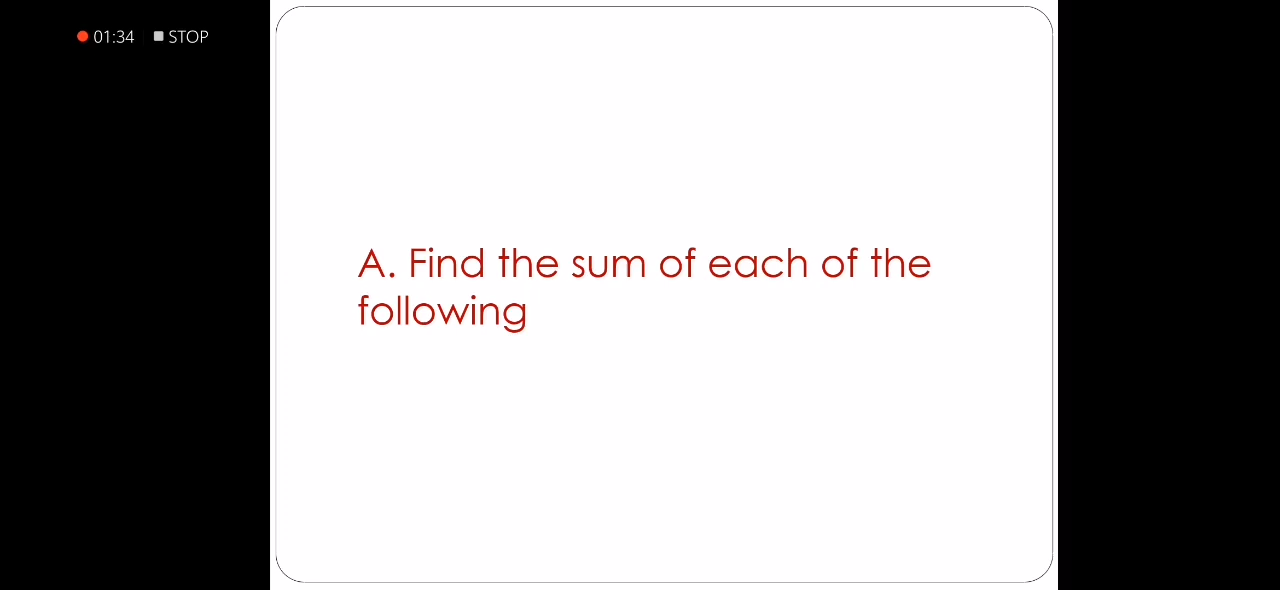 01:34 STOP
A. Find the sum of each of the
following